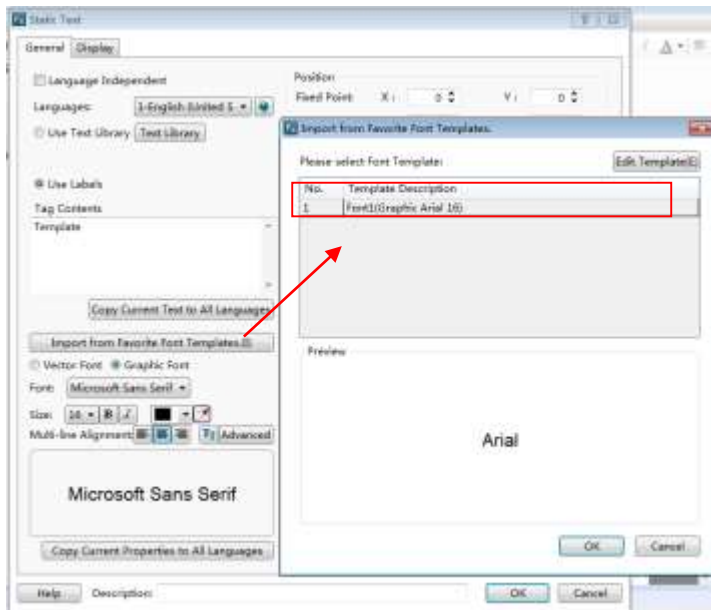 Static Text
General Display
Language Independent
Languages: 1-English (United S
Use Text Library Text Library
Use Labels
Tag Contents
Template
Copy Current Text to All Languages
Import from Favorite Font Templates
Vector Font Graphic Font
Font: Microsoft Sans Serif
Size: 16 B I
Multi-line Alignment: Advanced
Microsoft Sans Serif
Copy Current Properties to All Languages
Help Description: OK Cancel
Position
Fixed Point X: 0 Y: 0
Import from Favorite Font Templates.
Please select Font Template: Edit Template(E)
No. Template Description
1 Font1(Graphic Arial 16)
Preview
Arial
OK Cancel